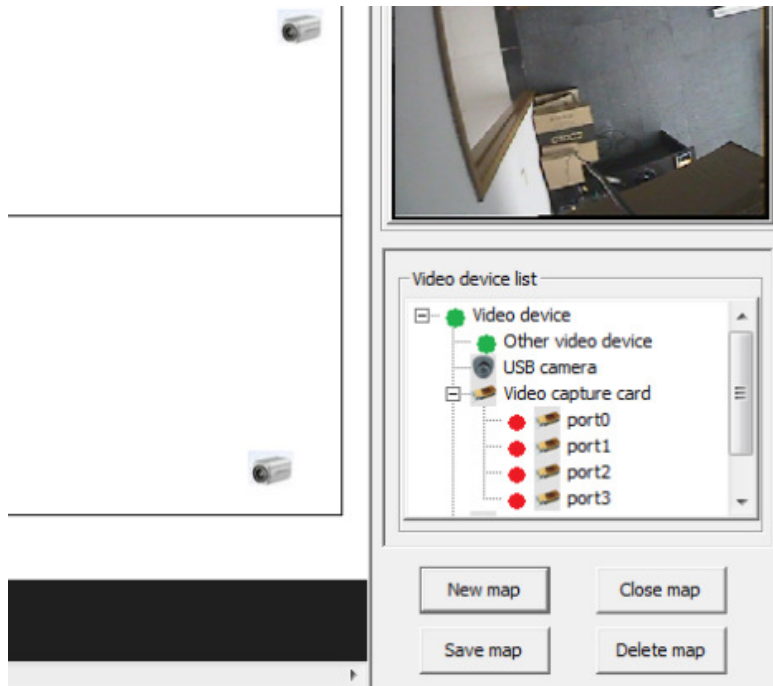 Video device list
Video device
Other video device
USB camera
Video capture card
port0
port1
port2
port3
New map
Close map
Save map
Delete map